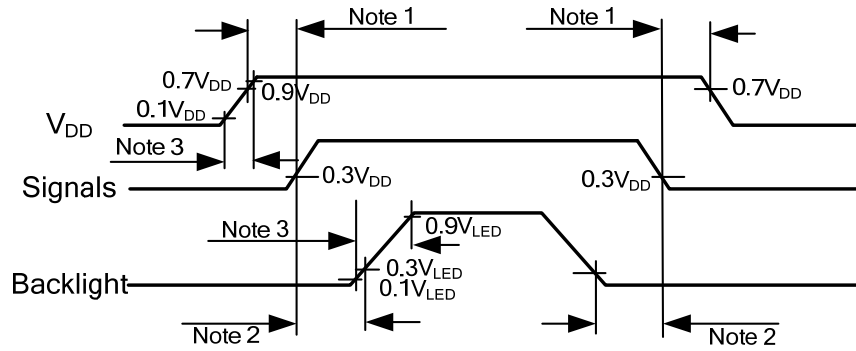 Note 1 Note 1
0.7VDD 0.9VDD 0.7VDD
0.1VDD
VDD
Note 3
Signals 0.3VDD 0.3VDD
Note 3 0.9VLED
0.3VLED
Backlight 0.1VLED
Note 2 Note 2